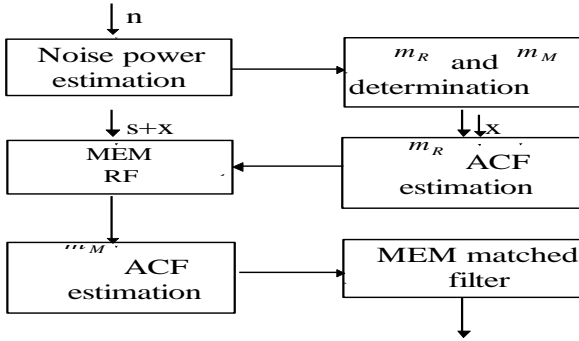 n
Noise power
estimation
m_R and m_M
determination
s+x
x
MEM
RF
m_R ACF
estimation
m_M ACF
estimation
MEM matched
filter